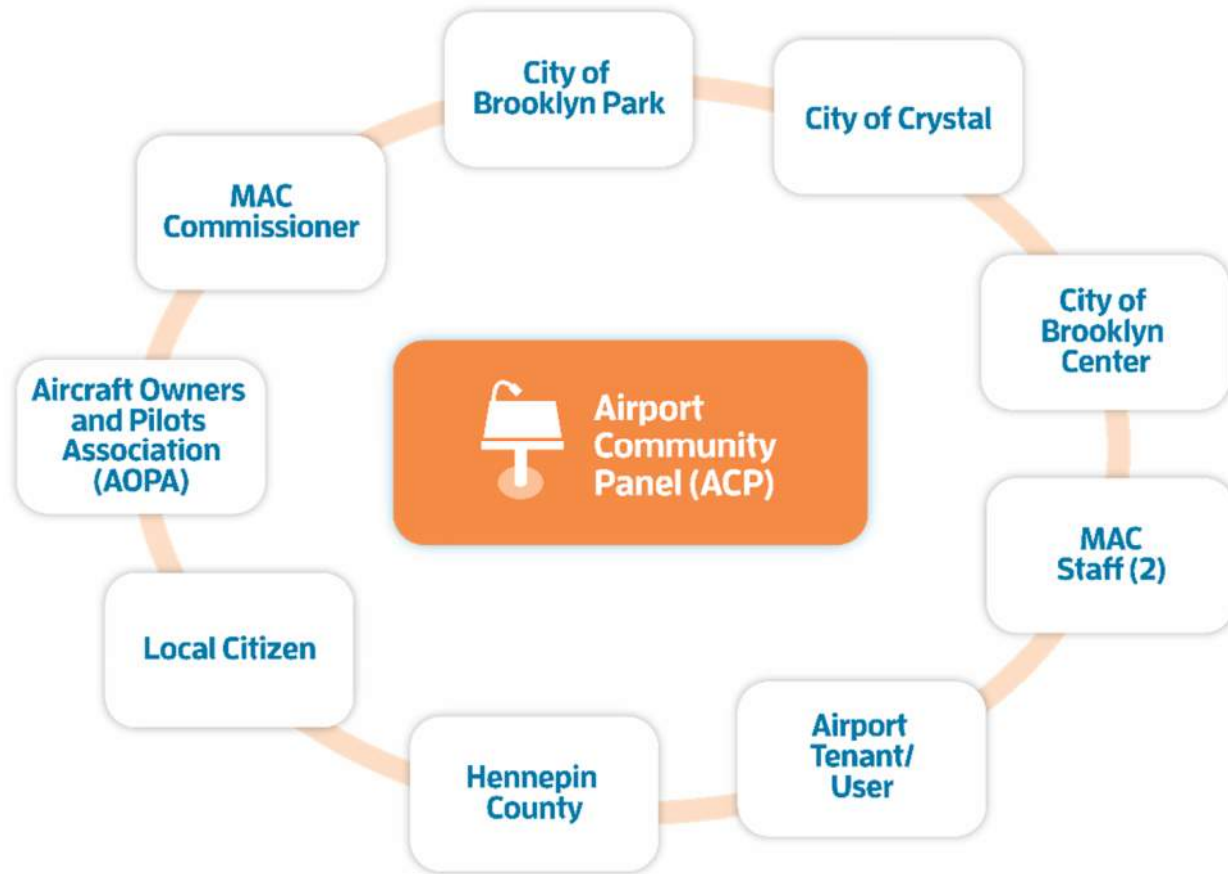 City of
Brooklyn Park
City of Crystal
MAC
Commissioner
City of
Brooklyn
Center
Aircraft Owners
and Pilots
Association
(AOPA)
Airport
Community
Panel (ACP)
MAC
Staff (2)
Local Citizen
Airport
Tenant/
User
Hennepin
County